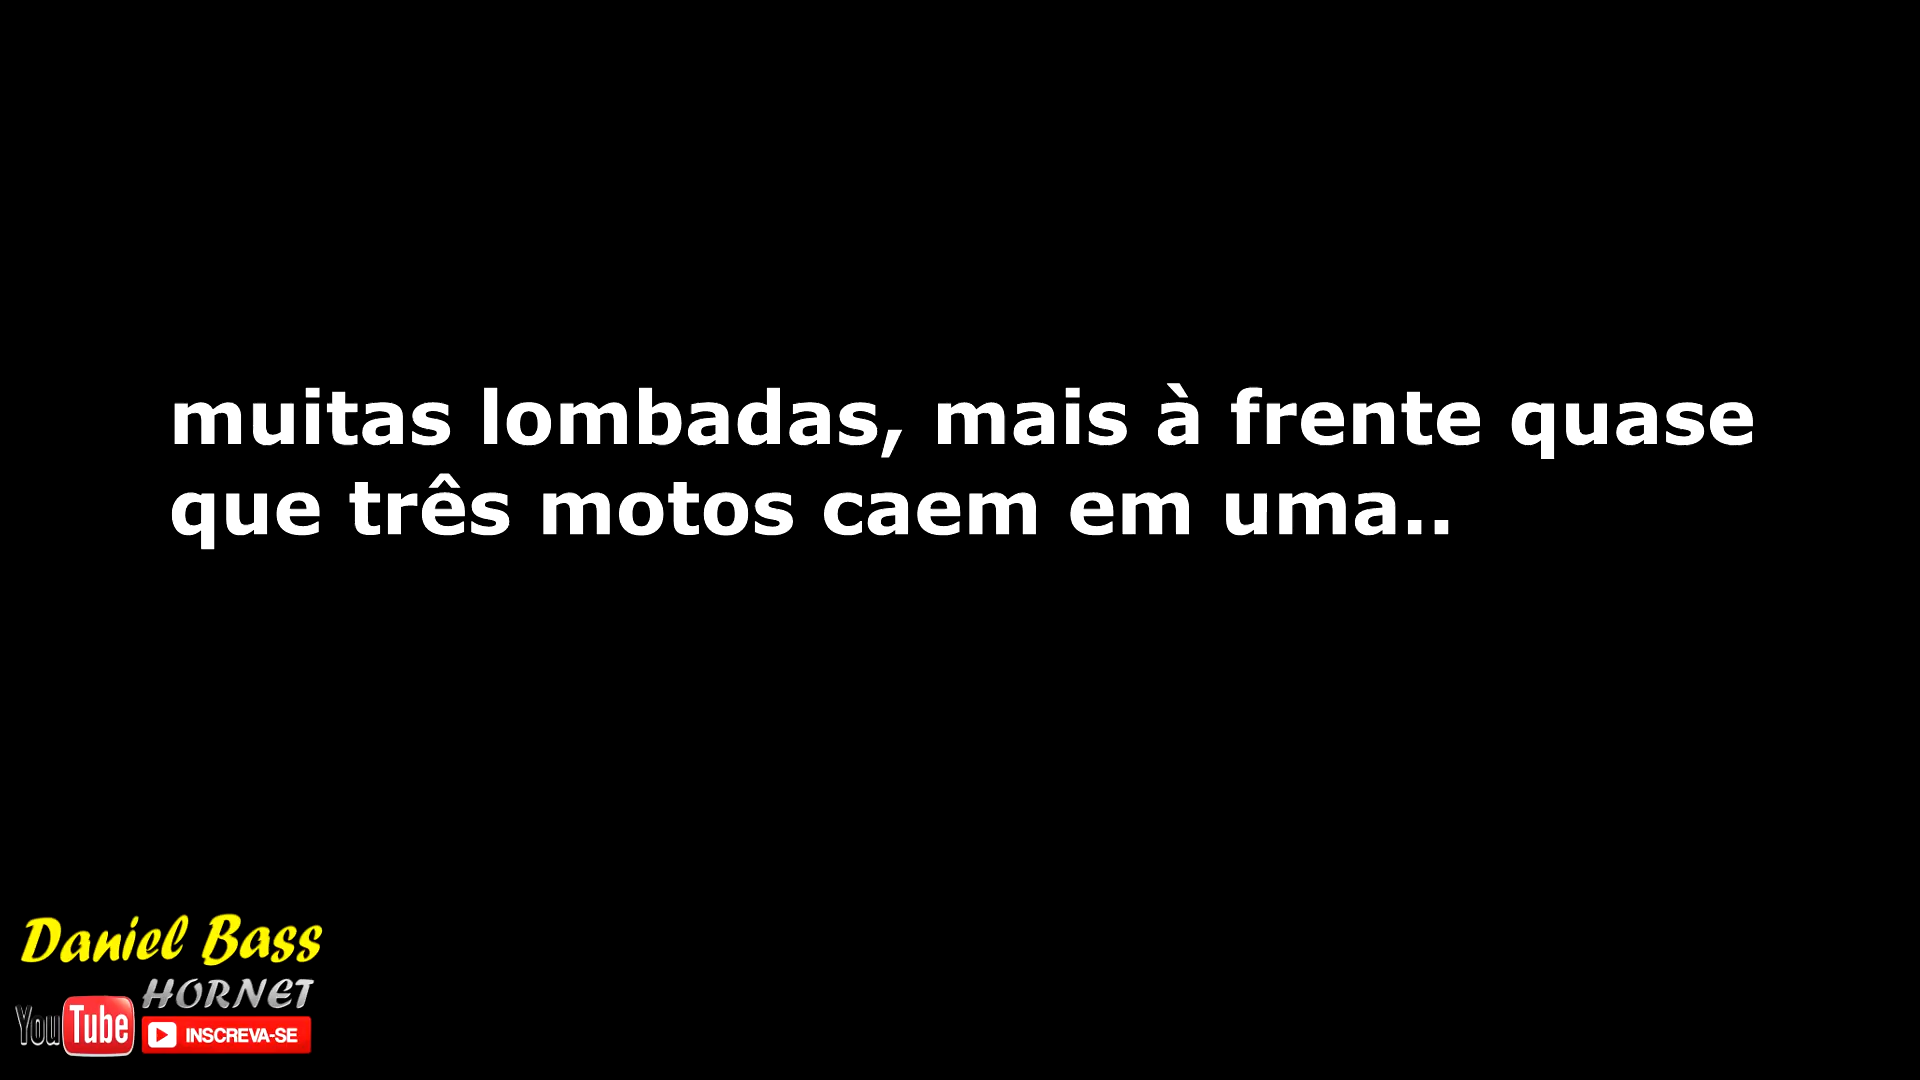 muitas lombadas, mais à frente quase
que três motos caem em uma..
Daniel Bass
HORNET
YouTube
INSCREVA-SE